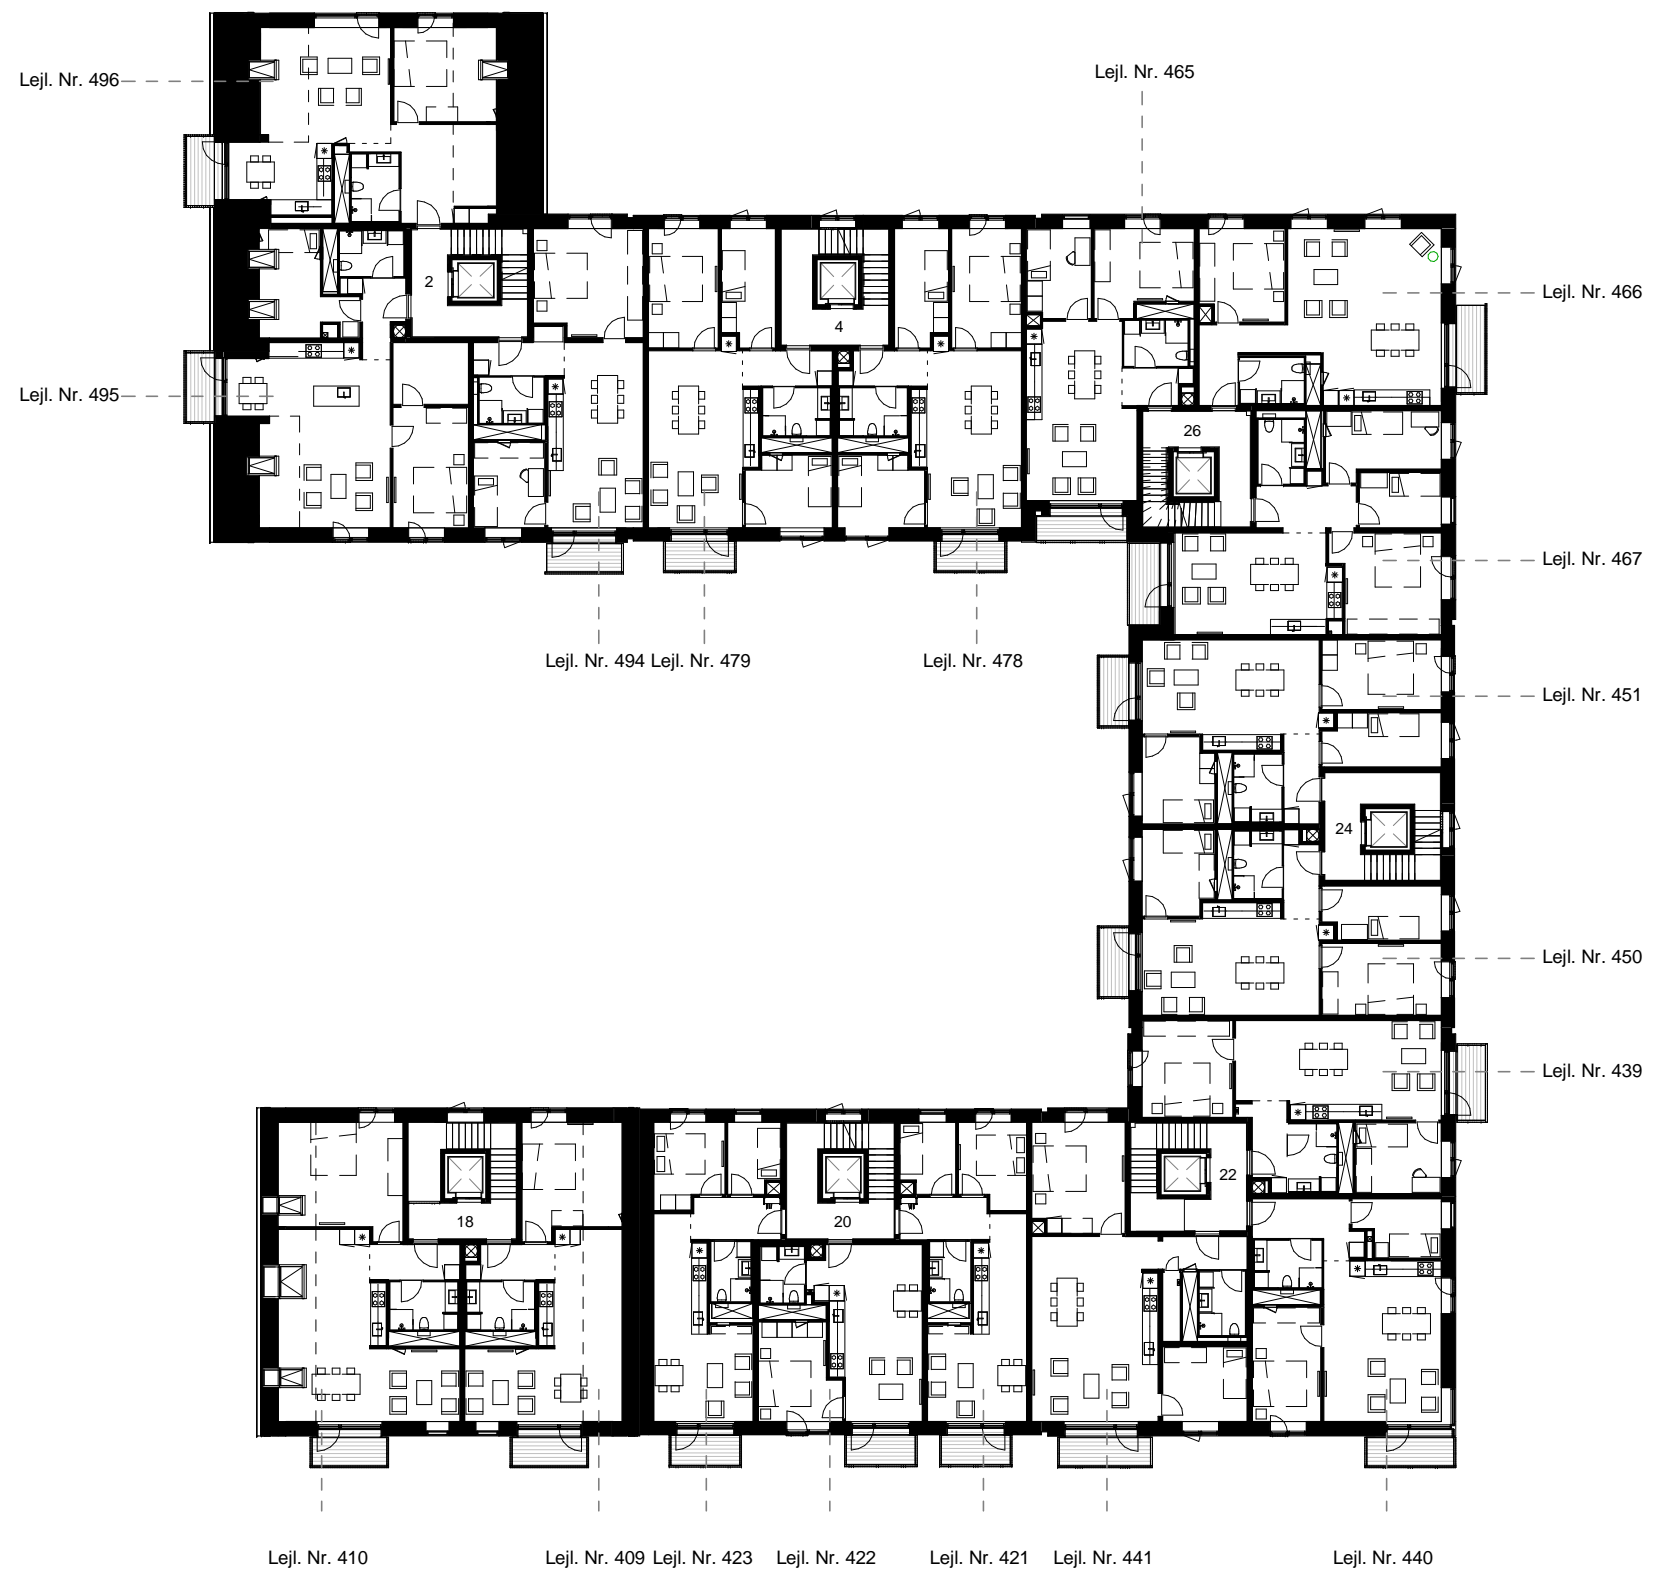 Lejl. Nr. 465
Lejl. Nr. 496
2
4
Lejl. Nr. 466
Lejl. Nr. 495
26
Lejl. Nr. 467
Lejl. Nr. 494
Lejl. Nr. 479
Lejl. Nr. 478
Lejl. Nr. 451
24
Lejl. Nr. 450
Lejl. Nr. 439
22
18
20
Lejl. Nr. 410
Lejl. Nr. 409
Lejl. Nr. 423
Lejl. Nr. 422
Lejl. Nr. 421
Lejl. Nr. 441
Lejl. Nr. 440